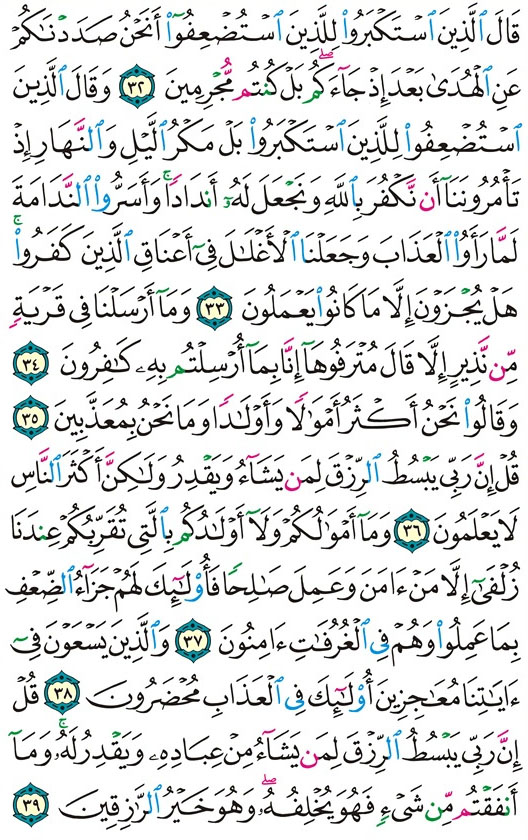 قَالَ ٱلَّذِينَ ٱسْتَكْبَرُوا۟ لِلَّذِينَ ٱسْتُضْعِفُوٓا۟ أَنَحْنُ صَدَدْنَٰكُمْ
عَنِ ٱلْهُدَىٰ بَعْدَ إِذْ جَآءَكُم ۖ بَلْ كُنتُم مُّجْرِمِينَ ٣٢ وَقَالَ ٱلَّذِينَ
ٱسْتُضْعِفُوا۟ لِلَّذِينَ ٱسْتَكْبَرُوا۟ بَلْ مَكْرُ ٱلَّيْلِ وَٱلنَّهَارِ إِذْ
تَأْمُرُونَنَآ أَن نَّكْفُرَ بِٱللَّهِ وَنَجْعَلَ لَهُۥٓ أَندَادًا ۚ وَأَسَرُّوا۟ ٱلنَّدَامَةَ
لَمَّا رَأَوُا۟ ٱلْعَذَابَ وَجَعَلْنَا ٱلْأَغْلَٰلَ فِىٓ أَعْنَاقِ ٱلَّذِينَ كَفَرُوا۟ ۚ
هَلْ يُجْزَوْنَ إِلَّا مَا كَانُوا۟ يَعْمَلُونَ ٣٣ وَمَآ أَرْسَلْنَا فِى قَرْيَةٍ
مِّن نَّذِيرٍ إِلَّا قَالَ مُتْرَفُوهَآ إِنَّا بِمَآ أُرْسِلْتُم بِهِۦ كَٰفِرُونَ ٣٤
وَقَالُوا۟ نَحْنُ أَكْثَرُ أَمْوَٰلًا وَأَوْلَٰدًا وَمَا نَحْنُ بِمُعَذَّبِينَ ٣٥
قُلْ إِنَّ رَبِّى يَبْسُطُ ٱلرِّزْقَ لِمَن يَشَآءُ وَيَقْدِرُ وَلَٰكِنَّ أَكْثَرَ ٱلنَّاسِ
لَا يَعْلَمُونَ ٣٦ وَمَآ أَمْوَٰلُكُمْ وَلَآ أَوْلَٰدُكُم بِٱلَّتِى تُقَرِّبُكُمْ عِندَنَا
زُلْفَىٰٓ إِلَّا مَنْ ءَامَنَ وَعَمِلَ صَٰلِحًا فَأُو۟لَٰٓئِكَ لَهُمْ جَزَآءُ ٱلضِّعْفِ
بِمَا عَمِلُوا۟ وَهُمْ فِى ٱلْغُرُفَٰتِ ءَامِنُونَ ٣٧ وَٱلَّذِينَ يَسْعَوْنَ فِىٓ
ءَايَٰتِنَا مُعَٰجِزِينَ أُو۟لَٰٓئِكَ فِى ٱلْعَذَابِ مُحْضَرُونَ ٣٨ قُلْ
إِنَّ رَبِّى يَبْسُطُ ٱلرِّزْقَ لِمَن يَشَآءُ مِنْ عِبَادِهِۦ وَيَقْدِرُ لَهُۥ ۚ وَمَآ
أَنفَقْتُم مِّن شَىْءٍ فَهُوَ يُخْلِفُهُۥ ۖ وَهُوَ خَيْرُ ٱلرَّٰزِقِينَ ٣٩